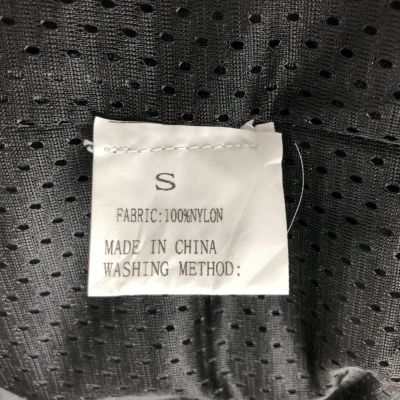 S
FABRIC:100%NYLON
MADE IN CHINA
WASHING METHOD: